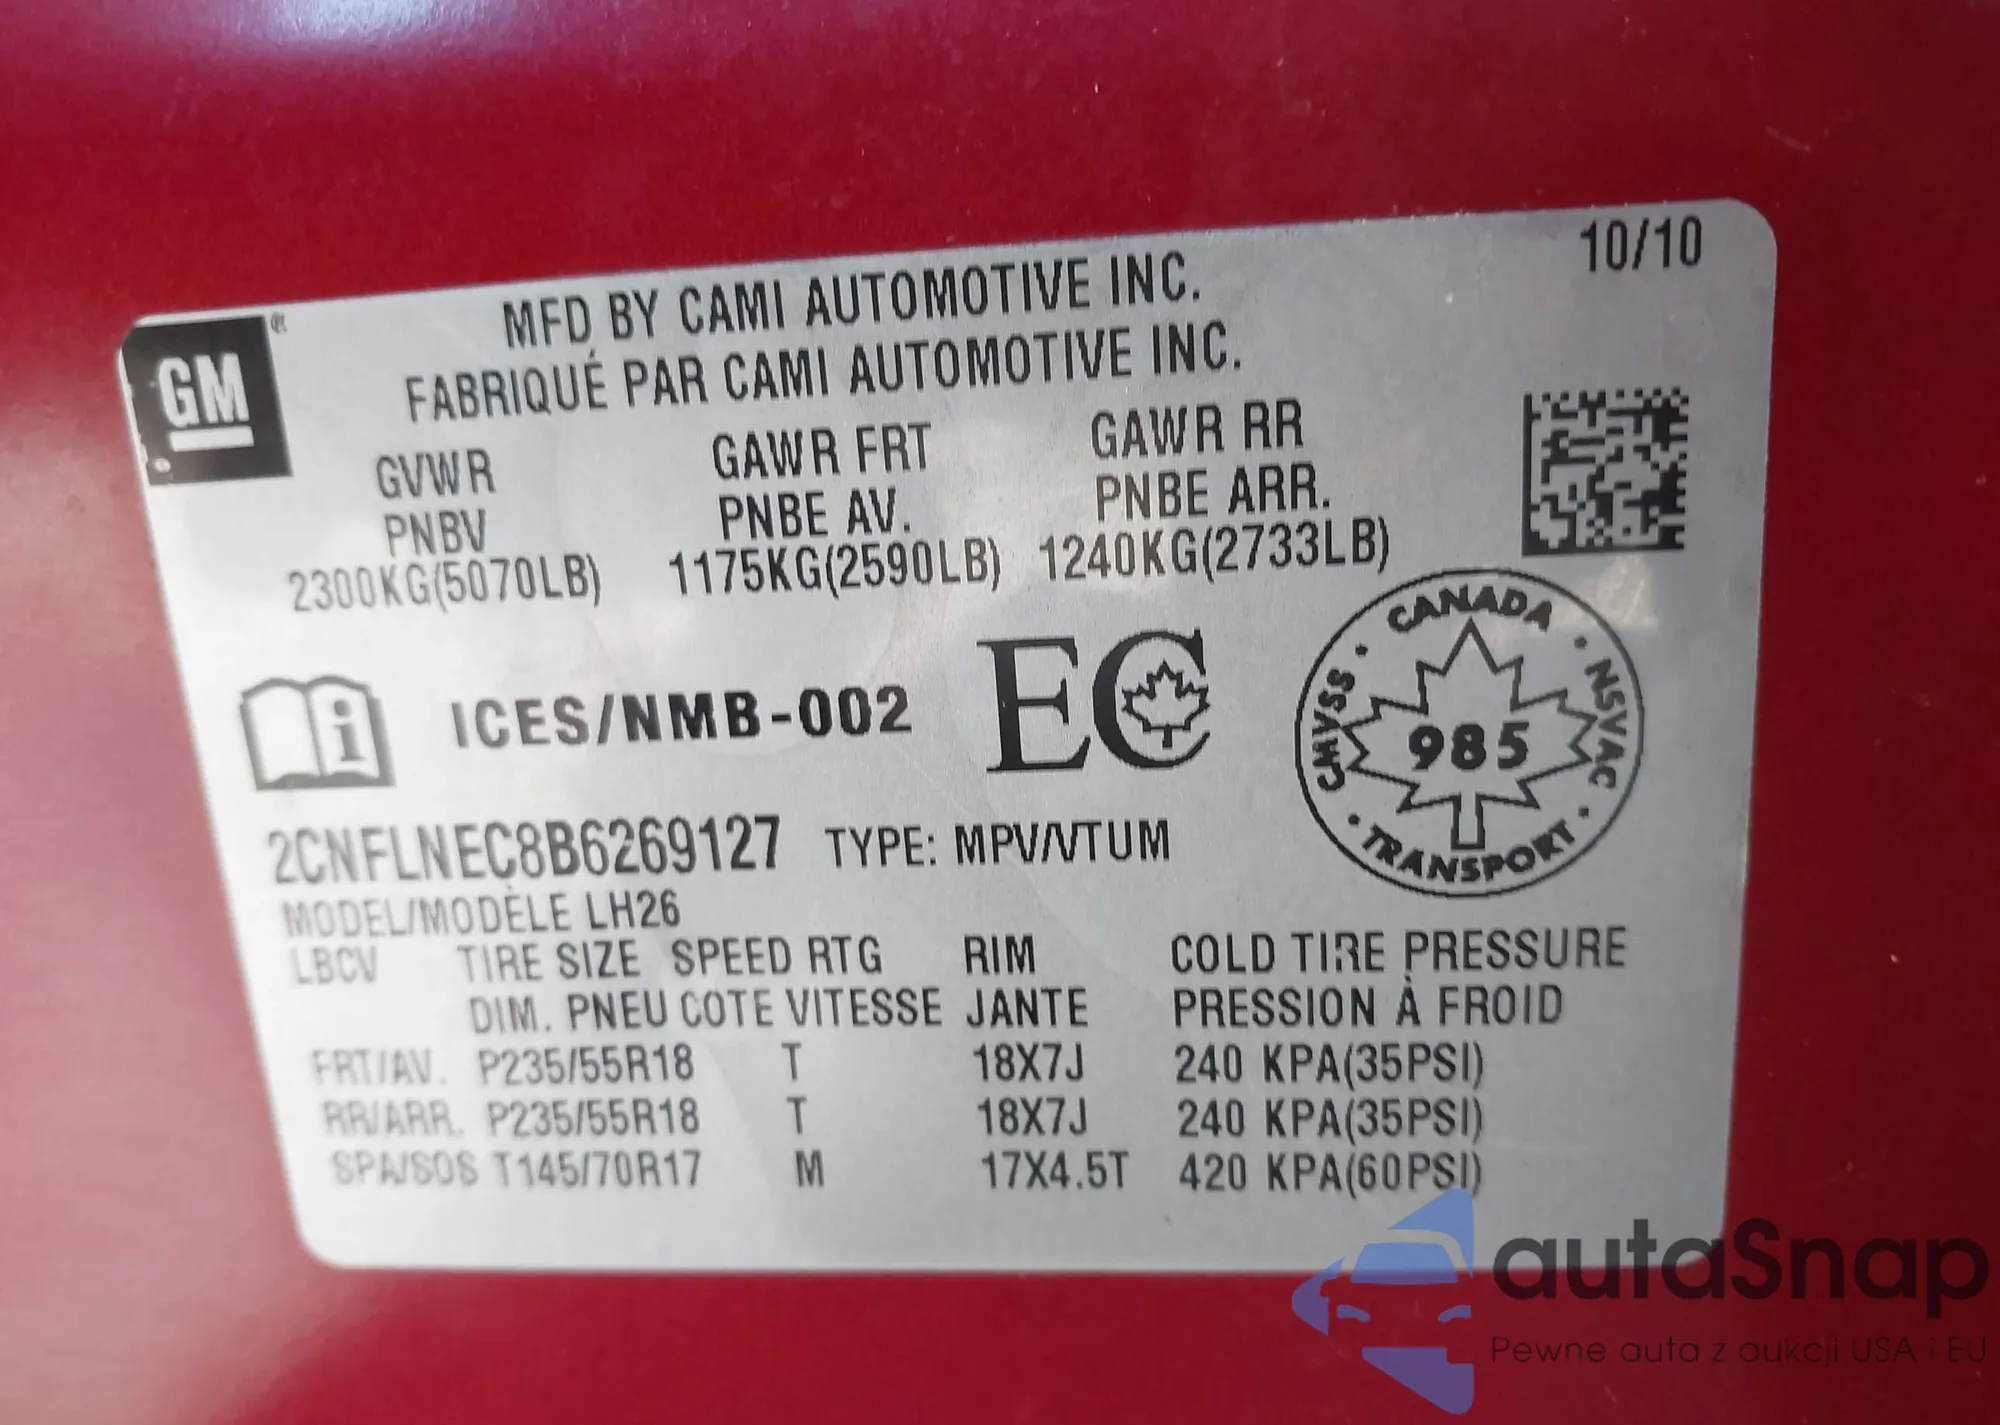 10/10
GM
MFD BY CAMI AUTOMOTIVE INC.
FABRIQUÉ PAR CAMI AUTOMOTIVE INC.
GVWR GAWR FRT GAWR RR
PNBV PNBE AV. PNBE ARR.
2300KG(5070LB) 1175KG(2590LB) 1240KG(2733LB)
ICES/NMB-002 EC
CANADA · NSVAC · TRANSPORT · CMVSS ·
985
2CNFLNEC8B6269127 TYPE: MPV/VTUM
MODEL/MODÈLE LH26
LBCV TIRE SIZE SPEED RTG RIM COLD TIRE PRESSURE
DIM. PNEU COTE VITESSE JANTE PRESSION À FROID
FRT/AV. P235/55R18 T 18X7J 240 KPA(35PSI)
RR/ARR. P235/55R18 T 18X7J 240 KPA(35PSI)
SPA/SOS T145/70R17 M 17X4.5T 420 KPA(60PSI)
autaSnap
Pewne auta z aukcji USA i EU